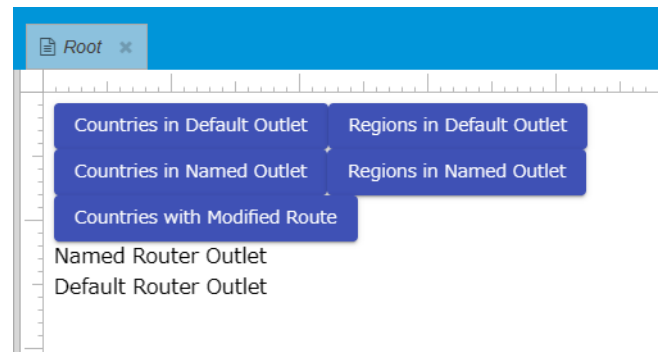 Root
Countries in Default Outlet Regions in Default Outlet
Countries in Named Outlet Regions in Named Outlet
Countries with Modified Route
Named Router Outlet
Default Router Outlet